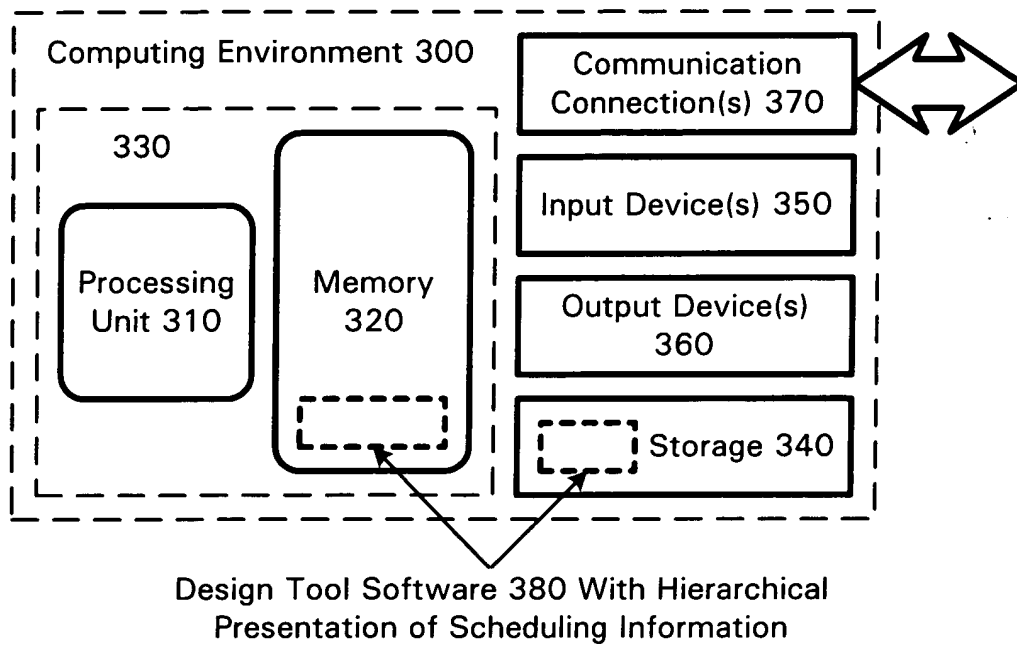 Computing Environment 300
Communication
Connection(s) 370
330
Input Device(s) 350
Processing
Unit 310
Memory
320
Output Device(s)
360
Storage 340
Design Tool Software 380 With Hierarchical
Presentation of Scheduling Information